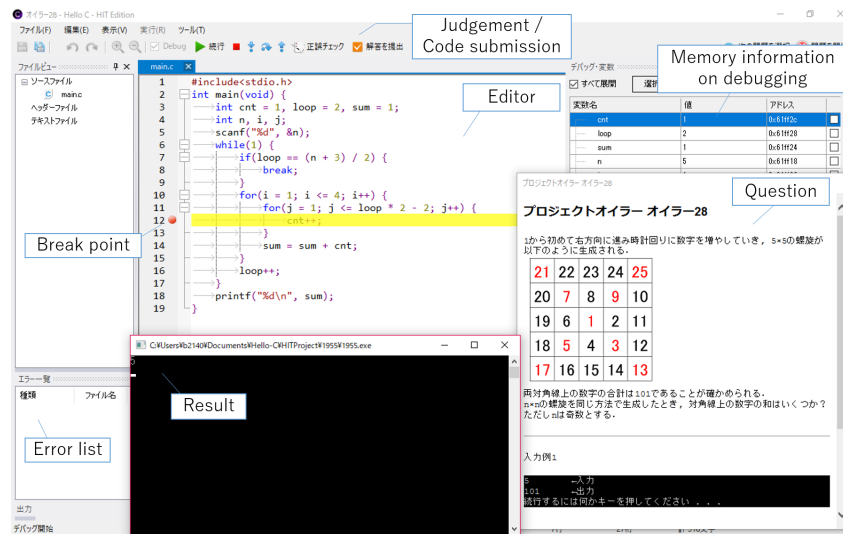 オイラー28 - Hello C - HIT Edition
ファイル(F) 編集(E) 表示(V) 実行(R) ツール(T)
Debug 続行 正誤チェック 解答を提出
Judgement /
Code submission
ファイルビュー
ソースファイル
main.c
ヘッダーファイル
テキストファイル
main.c
1 #include<stdio.h>
2 int main(void) {
3 int cnt = 1, loop = 2, sum = 1;
4 int n, i, j;
5 scanf("%d", &n);
6 while(1) {
7 if(loop == (n + 3) / 2) {
8 break;
9 }
10 for(i = 1; i <= 4; i++) {
11 for(j = 1; j <= loop * 2 - 2; j++) {
12 cnt++;
13 }
14 sum = sum + cnt;
15 }
16 loop++;
17 }
18 printf("%d\n", sum);
19 }
Editor
Break point
デバッグ・変数
すべて展開
Memory information
on debugging
変数名 値 アドレス
cnt 1 0x61ff2c
loop 2 0x61ff28
sum 1 0x61ff24
n 5 0x61ff18
プロジェクトオイラー オイラー28
Question
プロジェクトオイラー オイラー28
1から初めて右方向に進み時計回りに数字を増やしていき, 5×5の螺旋が
以下のように生成される.
21 22 23 24 25
20 7 8 9 10
19 6 1 2 11
18 5 4 3 12
17 16 15 14 13
両対角線上の数字の合計は101であることが確かめられる.
n×nの螺旋を同じ方法で生成したとき, 対角線上の数字の和はいくつか?
ただしnは奇数とする.
入力例1
5 ←入力
101 ←出力
続行するには何かキーを押してください . . .
C:¥Users¥b2140¥Documents¥Hello-C¥HITProject¥1955¥1955.exe
5
Result
エラー一覧
種類 ファイル名
Error list
出力
デバッグ開始